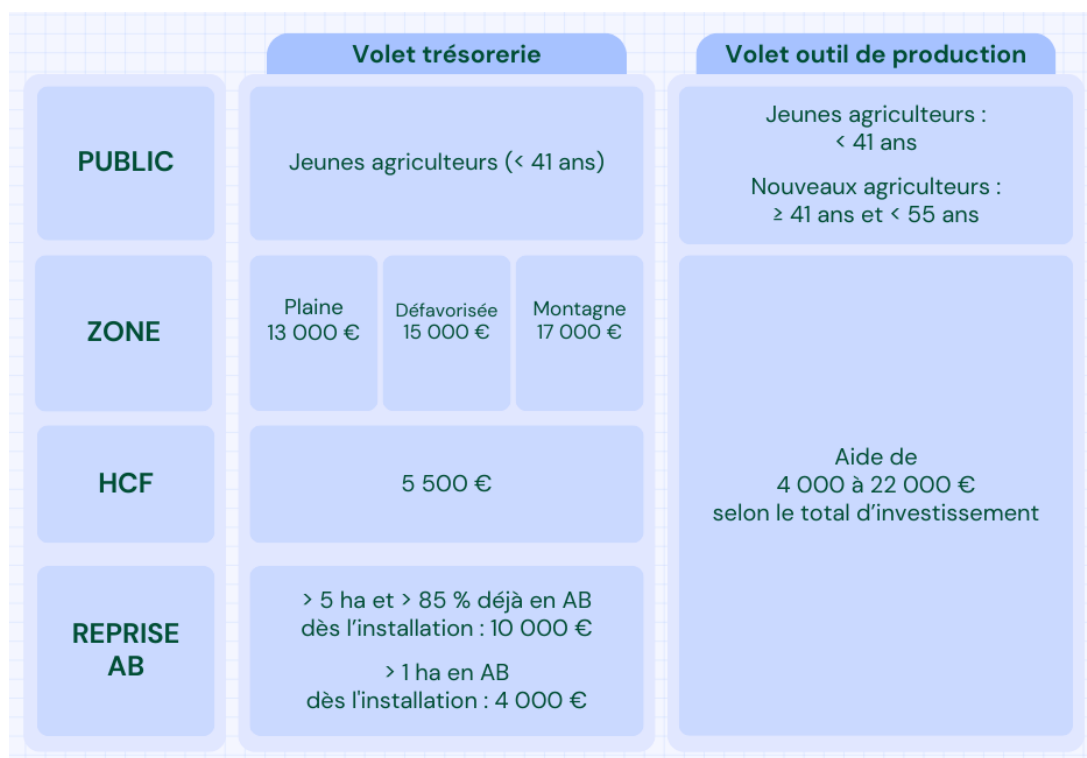 Volet trésorerie
Volet outil de production
PUBLIC
Jeunes agriculteurs (< 41 ans)
Jeunes agriculteurs :
< 41 ans
Nouveaux agriculteurs :
≥ 41 ans et < 55 ans
ZONE
Plaine
13 000 €
Défavorisée
15 000 €
Montagne
17 000 €
HCF
5 500 €
Aide de
4 000 à 22 000 €
selon le total d’investissement
REPRISE
AB
> 5 ha et > 85 % déjà en AB
dès l’installation : 10 000 €
> 1 ha en AB
dès l'installation : 4 000 €